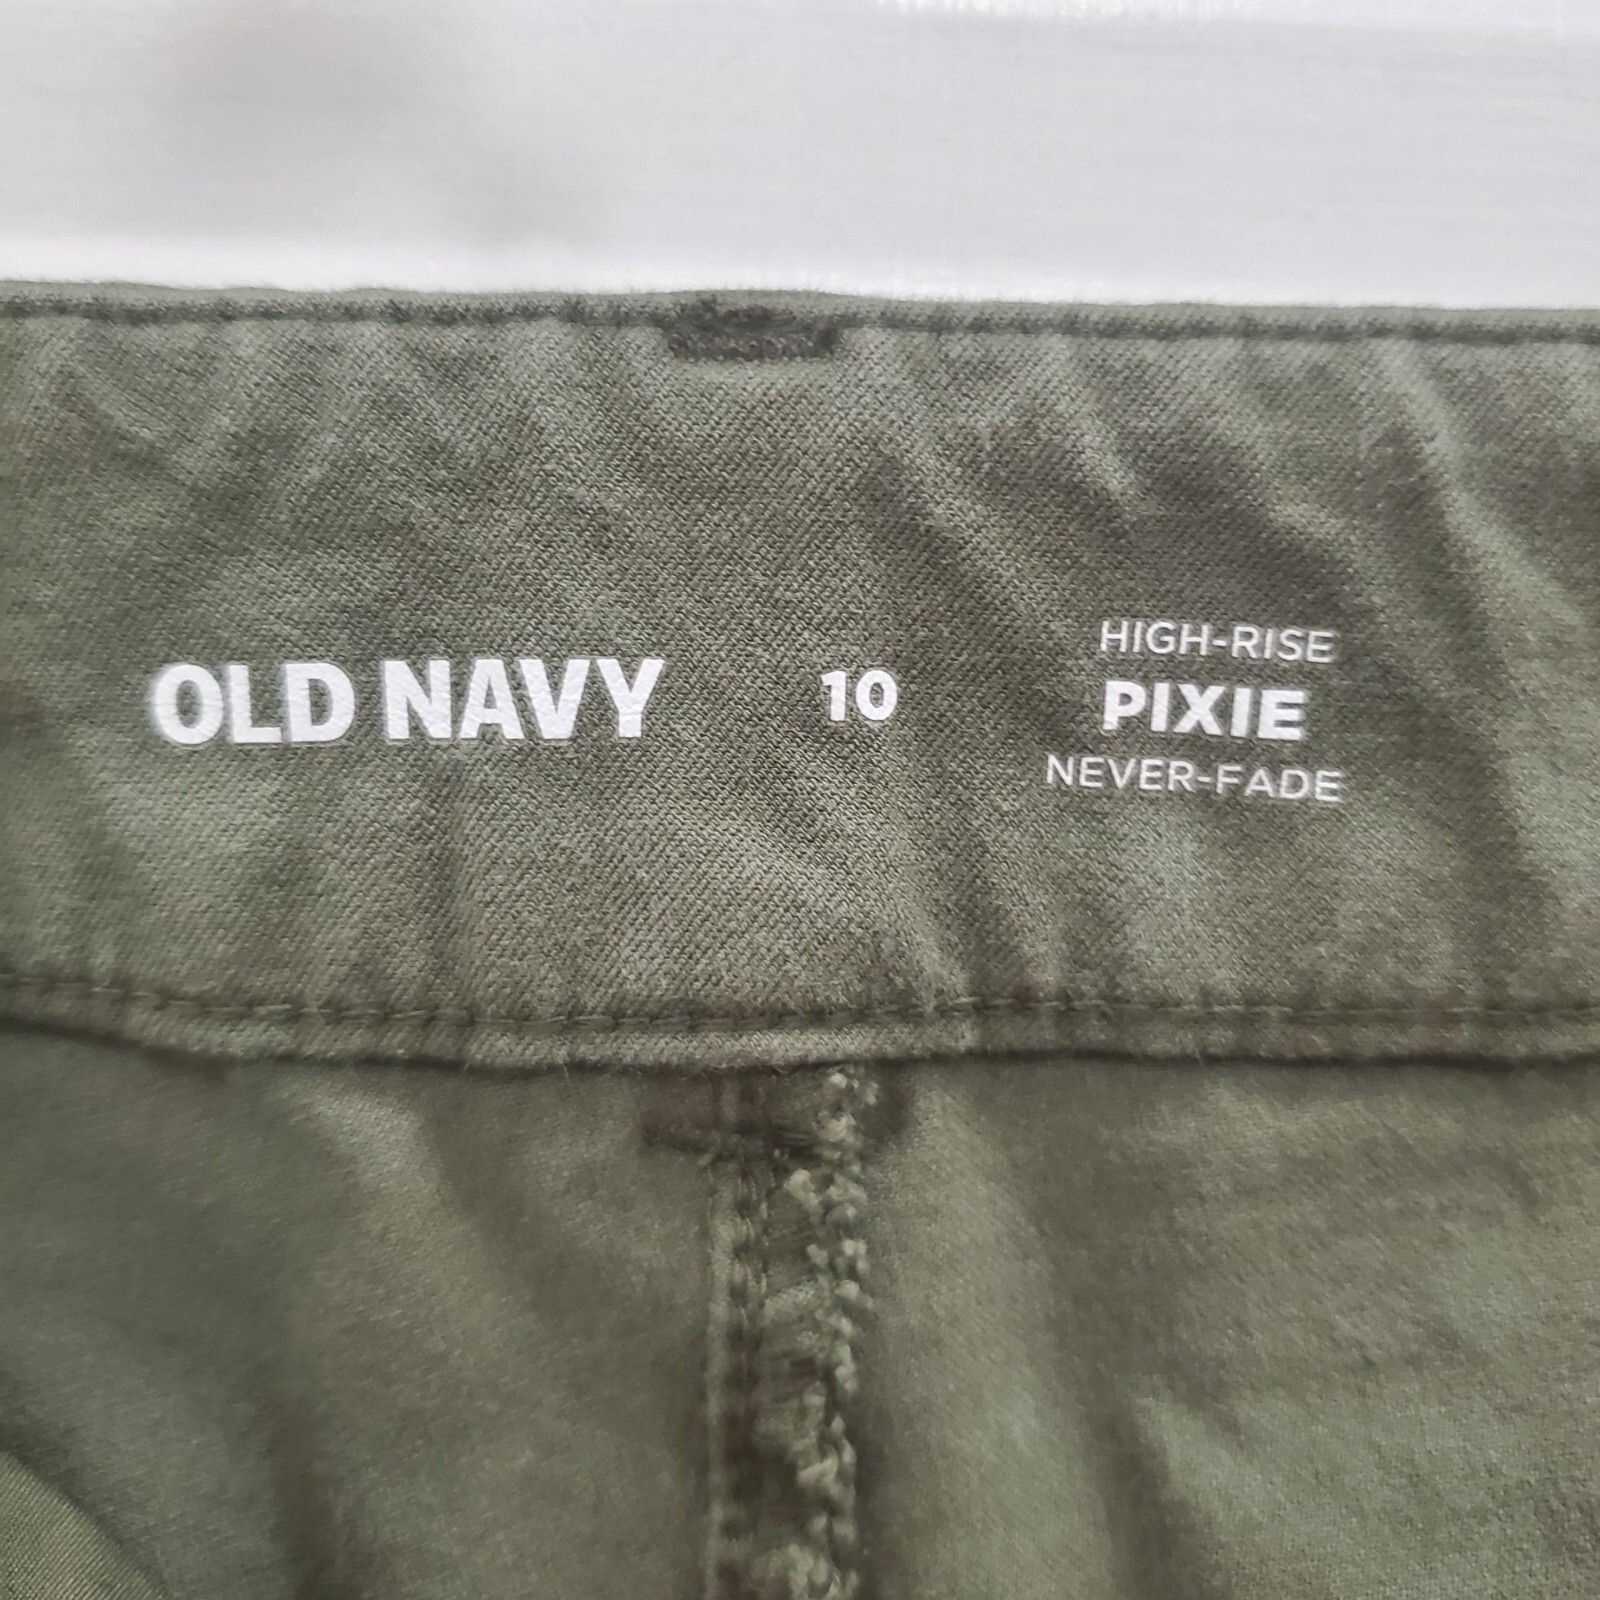 OLD NAVY
10
HIGH-RISE
PIXIE
NEVER-FADE